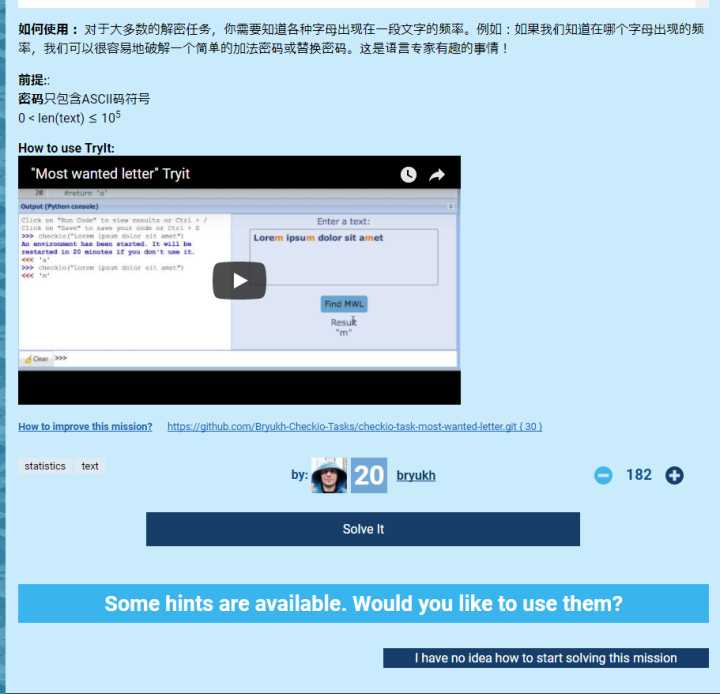 如何使用： 对于大多数的解密任务，你需要知道各种字母出现在一段文字的频率。例如：如果我们知道在哪个字母出现的频
率，我们可以很容易地破解一个简单的加法密码或替换密码。这是语言专家有趣的事情！
前提::
密码只包含ASCII码符号
0 < len(text) ≤ 10⁵
How to use TryIt:
"Most wanted letter" Tryit
20 #return 'a'
Output (Python console)
Click on "Run Code" to view results or Ctrl + /
Click on "Save" to save your code or Ctrl + S
>>> checkio("Lorem ipsum dolor sit amet")
An environment has been started. It will be
restarted in 20 minutes if you don't use it.
<<< 'a'
>>> checkio("Lorem ipsum dolor sit amet")
<<< 'm'
Enter a text:
Lorem ipsum dolor sit amet
Find MWL
Result
"m"
Clear >>>
How to improve this mission? https://github.com/Bryukh-Checkio-Tasks/checkio-task-most-wanted-letter.git ( 30 )
statistics text
by: 20 bryukh
182
Solve It
Some hints are available. Would you like to use them?
I have no idea how to start solving this mission